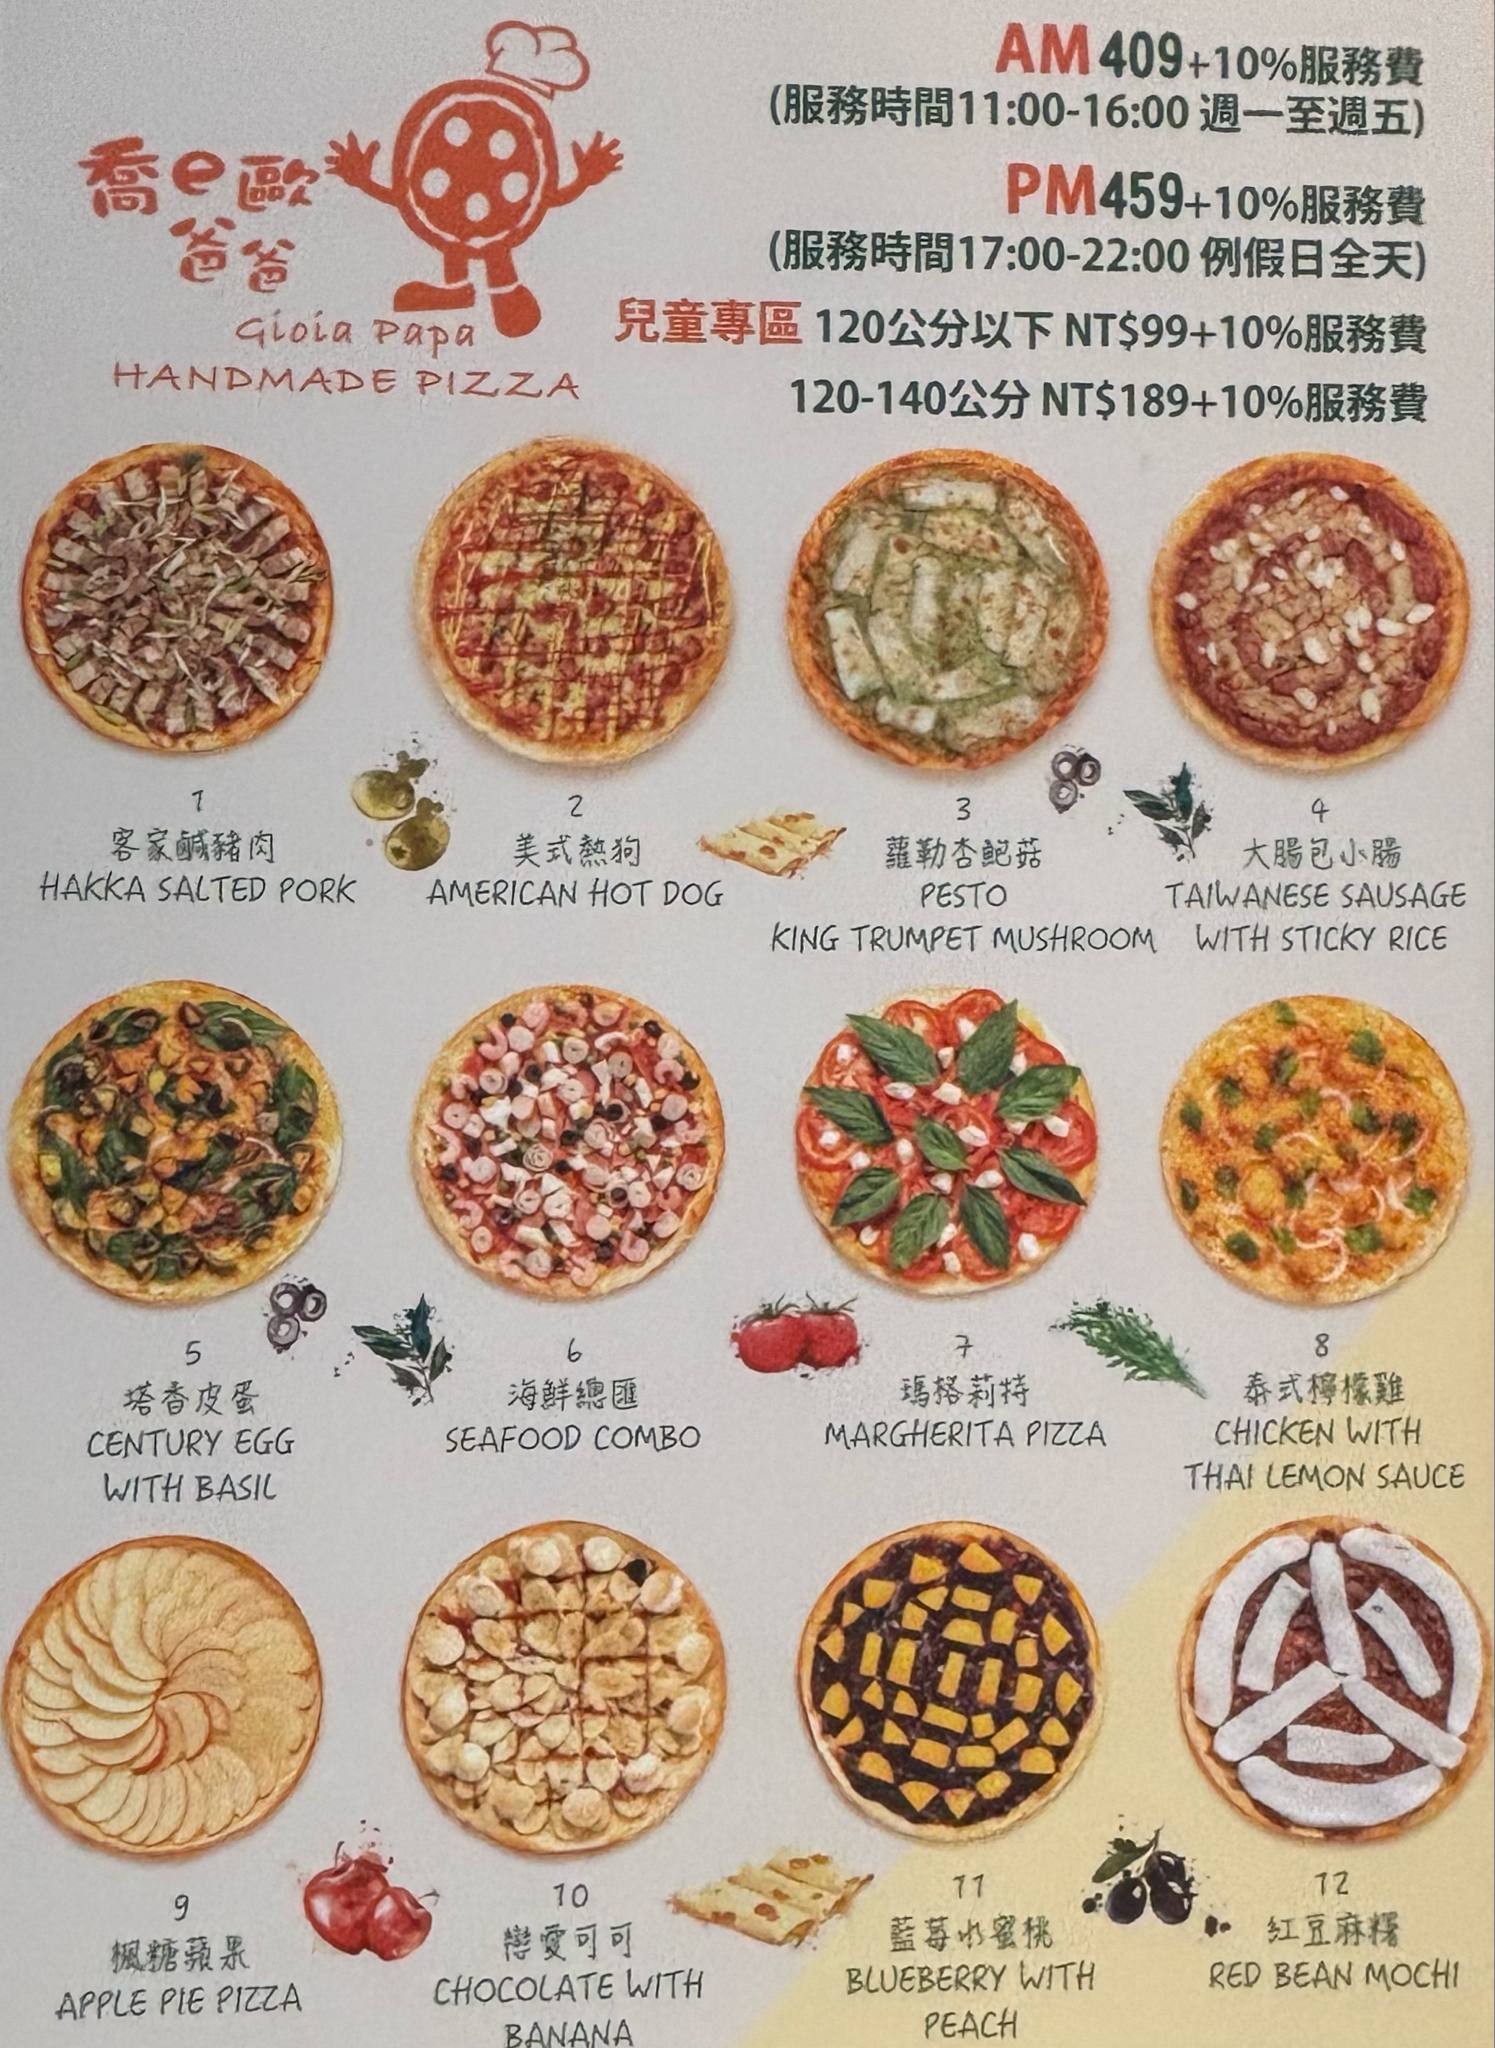 喬e歐
爸爸
Gioia Papa
HANDMADE PIZZA
AM 409+10%服務費
(服務時間11:00-16:00 週一至週五)
PM459+10%服務費
(服務時間17:00-22:00 例假日全天)
兒童專區 120公分以下 NT$99+10%服務費
120-140公分 NT$189+10%服務費
1
客家鹹豬肉
HAKKA SALTED PORK
2
美式熱狗
AMERICAN HOT DOG
3
蘿勒杏鮑菇
PESTO
KING TRUMPET MUSHROOM
4
大腸包小腸
TAIWANESE SAUSAGE
WITH STICKY RICE
5
塔香皮蛋
CENTURY EGG
WITH BASIL
6
海鮮總匯
SEAFOOD COMBO
7
瑪格莉特
MARGHERITA PIZZA
8
泰式檸檬雞
CHICKEN WITH
THAI LEMON SAUCE
9
楓糖蘋果
APPLE PIE PIZZA
10
戀愛可可
CHOCOLATE WITH
BANANA
11
藍莓水蜜桃
BLUEBERRY WITH
PEACH
12
紅豆麻糬
RED BEAN MOCHI